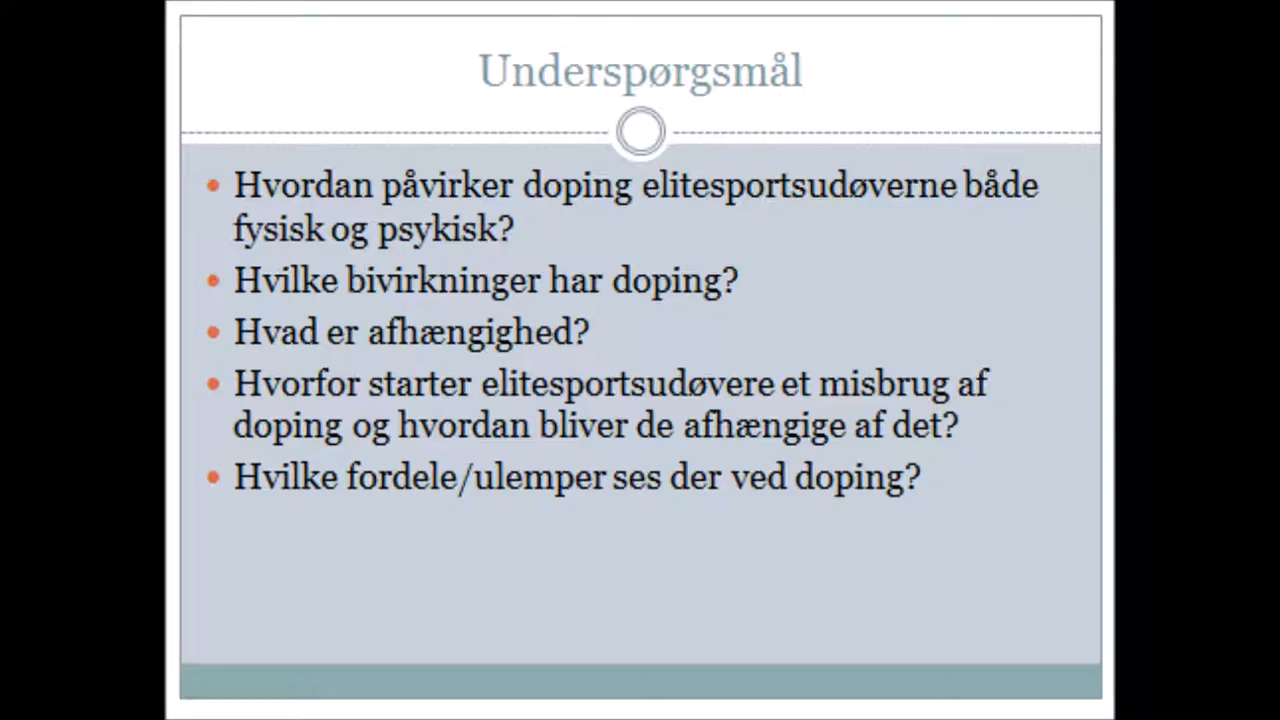 Underspørgsmål
Hvordan påvirker doping elitesportsudøverne både
fysisk og psykisk?
Hvilke bivirkninger har doping?
Hvad er afhængighed?
Hvorfor starter elitesportsudøvere et misbrug af
doping og hvordan bliver de afhængige af det?
Hvilke fordele/ulemper ses der ved doping?